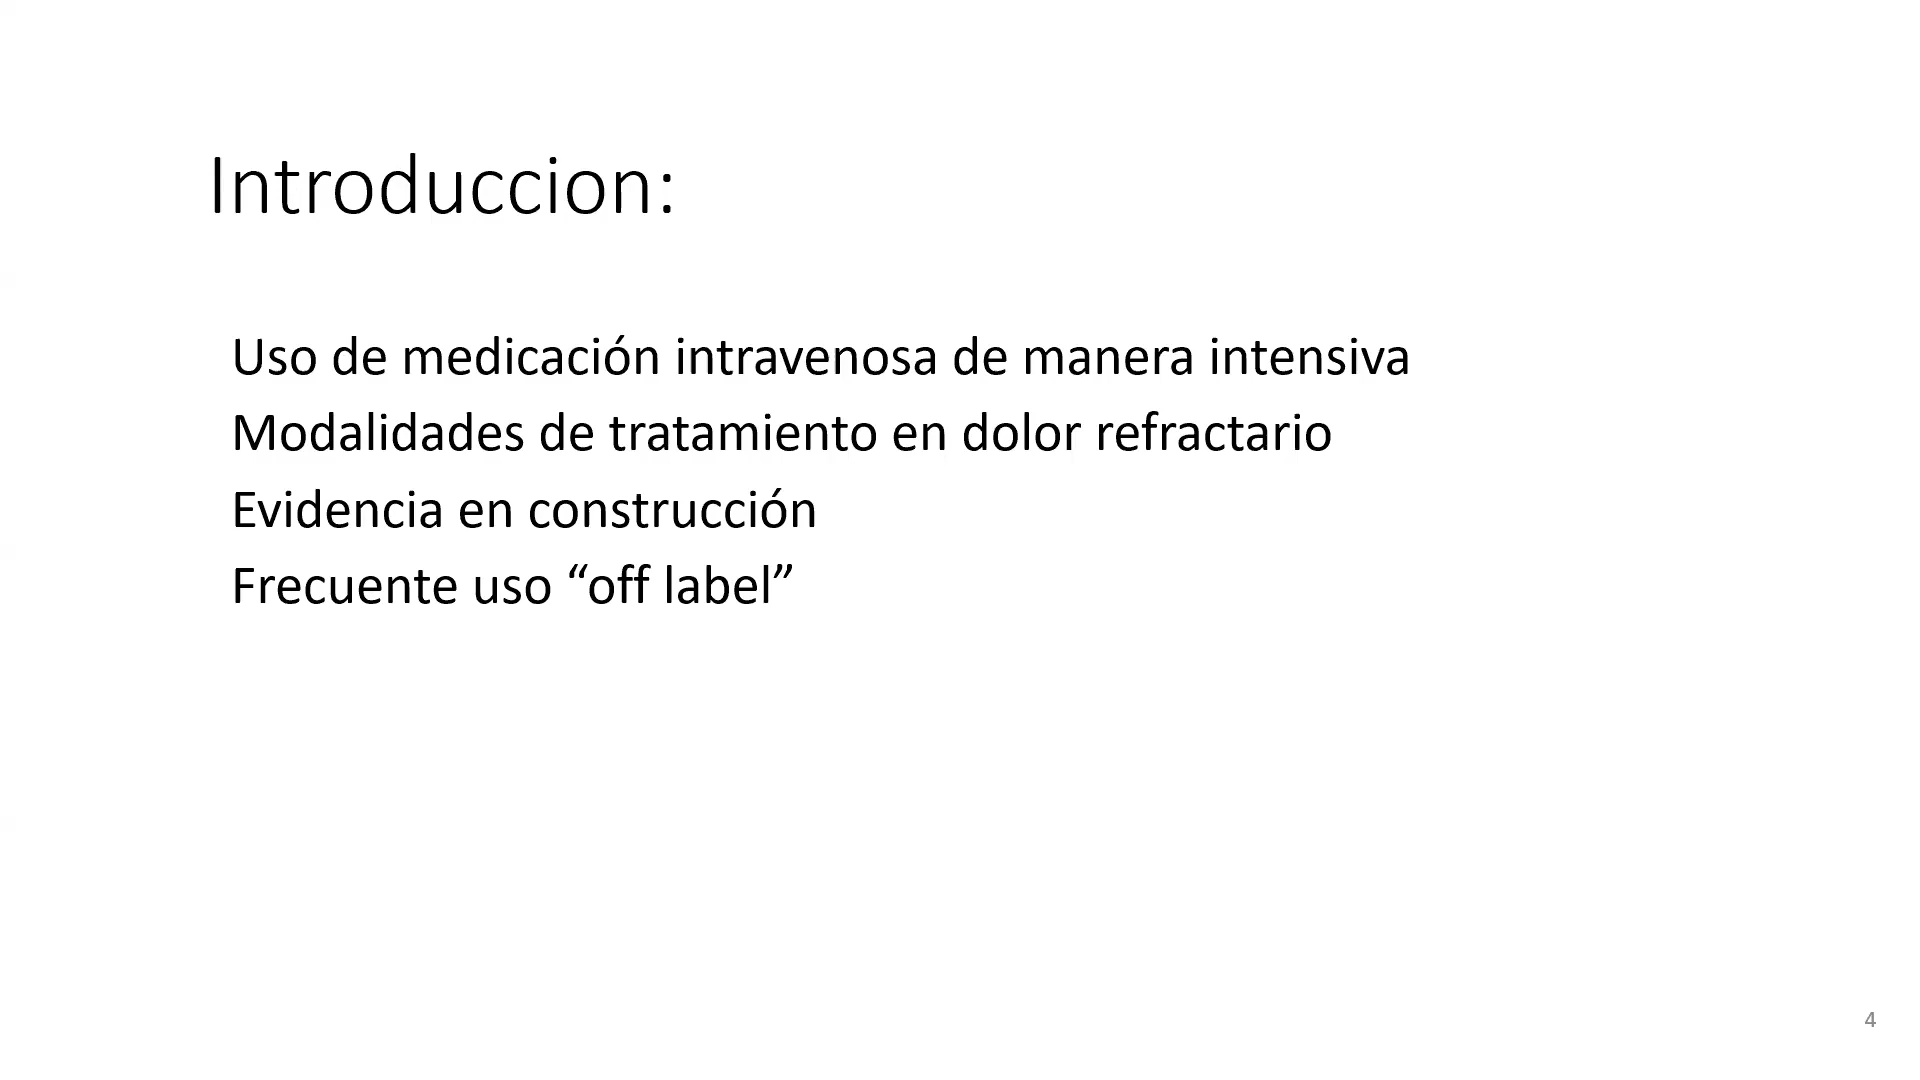 Introduccion:
Uso de medicación intravenosa de manera intensiva
Modalidades de tratamiento en dolor refractario
Evidencia en construcción
Frecuente uso “off label”
4